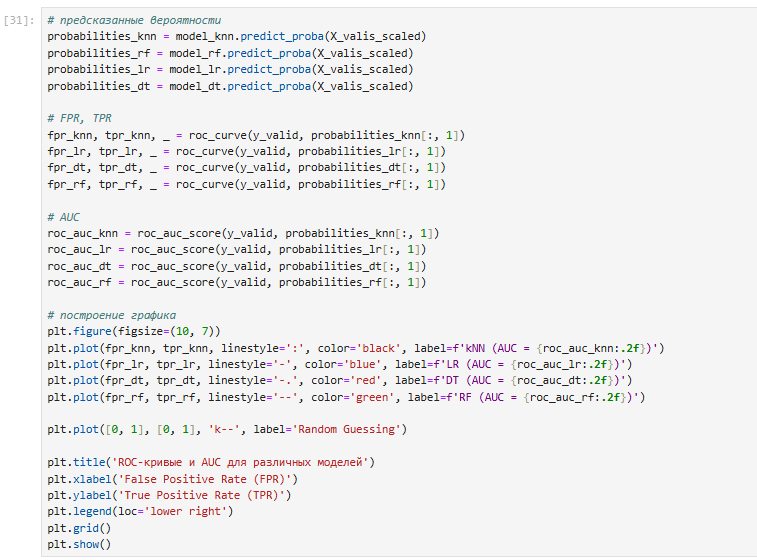 [31]:
# предсказанные вероятности
probabilities_knn = model_knn.predict_proba(X_valis_scaled)
probabilities_rf = model_rf.predict_proba(X_valis_scaled)
probabilities_lr = model_lr.predict_proba(X_valis_scaled)
probabilities_dt = model_dt.predict_proba(X_valis_scaled)

# FPR, TPR
fpr_knn, tpr_knn, _ = roc_curve(y_valid, probabilities_knn[:, 1])
fpr_lr, tpr_lr, _ = roc_curve(y_valid, probabilities_lr[:, 1])
fpr_dt, tpr_dt, _ = roc_curve(y_valid, probabilities_dt[:, 1])
fpr_rf, tpr_rf, _ = roc_curve(y_valid, probabilities_rf[:, 1])

# AUC
roc_auc_knn = roc_auc_score(y_valid, probabilities_knn[:, 1])
roc_auc_lr = roc_auc_score(y_valid, probabilities_lr[:, 1])
roc_auc_dt = roc_auc_score(y_valid, probabilities_dt[:, 1])
roc_auc_rf = roc_auc_score(y_valid, probabilities_rf[:, 1])

# построение графика
plt.figure(figsize=(10, 7))
plt.plot(fpr_knn, tpr_knn, linestyle=':', color='black', label=f'kNN (AUC = {roc_auc_knn:.2f})')
plt.plot(fpr_lr, tpr_lr, linestyle='-', color='blue', label=f'LR (AUC = {roc_auc_lr:.2f})')
plt.plot(fpr_dt, tpr_dt, linestyle='-.', color='red', label=f'DT (AUC = {roc_auc_dt:.2f})')
plt.plot(fpr_rf, tpr_rf, linestyle='--', color='green', label=f'RF (AUC = {roc_auc_rf:.2f})')

plt.plot([0, 1], [0, 1], 'k--', label='Random Guessing')

plt.title('ROC-кривые и AUC для различных моделей')
plt.xlabel('False Positive Rate (FPR)')
plt.ylabel('True Positive Rate (TPR)')
plt.legend(loc='lower right')
plt.grid()
plt.show()